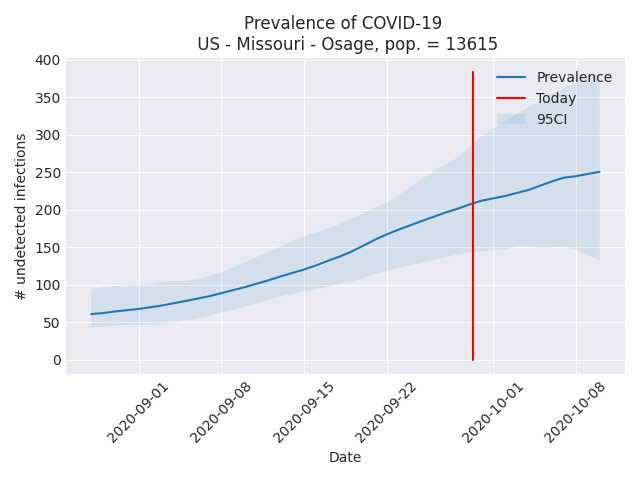 Prevalence of COVID-19
US - Missouri - Osage, pop. = 13615
400
350
300
250
200
150
100
50
0
# undetected infections
Prevalence
Today
95CI
2020-09-01
2020-09-08
2020-09-15
2020-09-22
2020-10-01
2020-10-08
Date